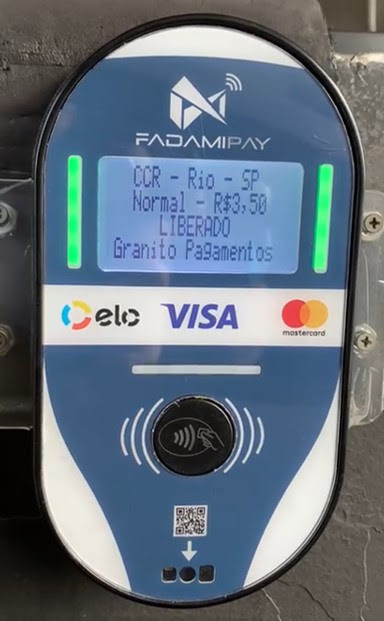 FADAMIPAY
CCR - Rio - SP
Normal - R$3,50
LIBERADO
Granito Pagamentos
elo VISA mastercard